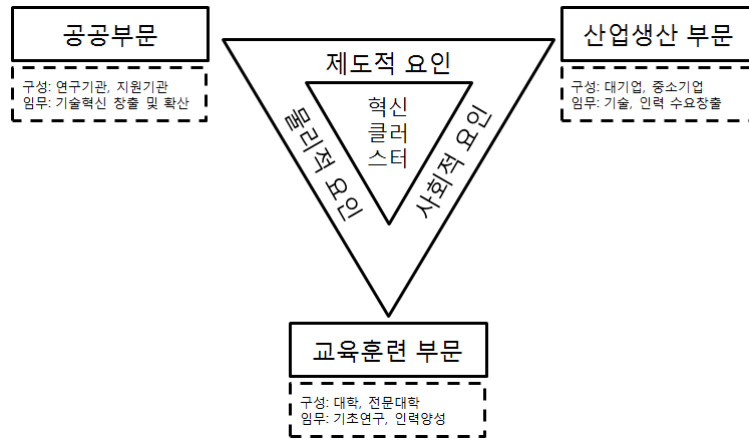 공공부문
구성: 연구기관, 지원기관
임무: 기술혁신 창출 및 확산
산업생산 부문
구성: 대기업, 중소기업
임무: 기술, 인력 수요창출
제도적 요인
물리적 요인
사회적 요인
혁신
클러
스터
교육훈련 부문
구성: 대학, 전문대학
임무: 기초연구, 인력양성